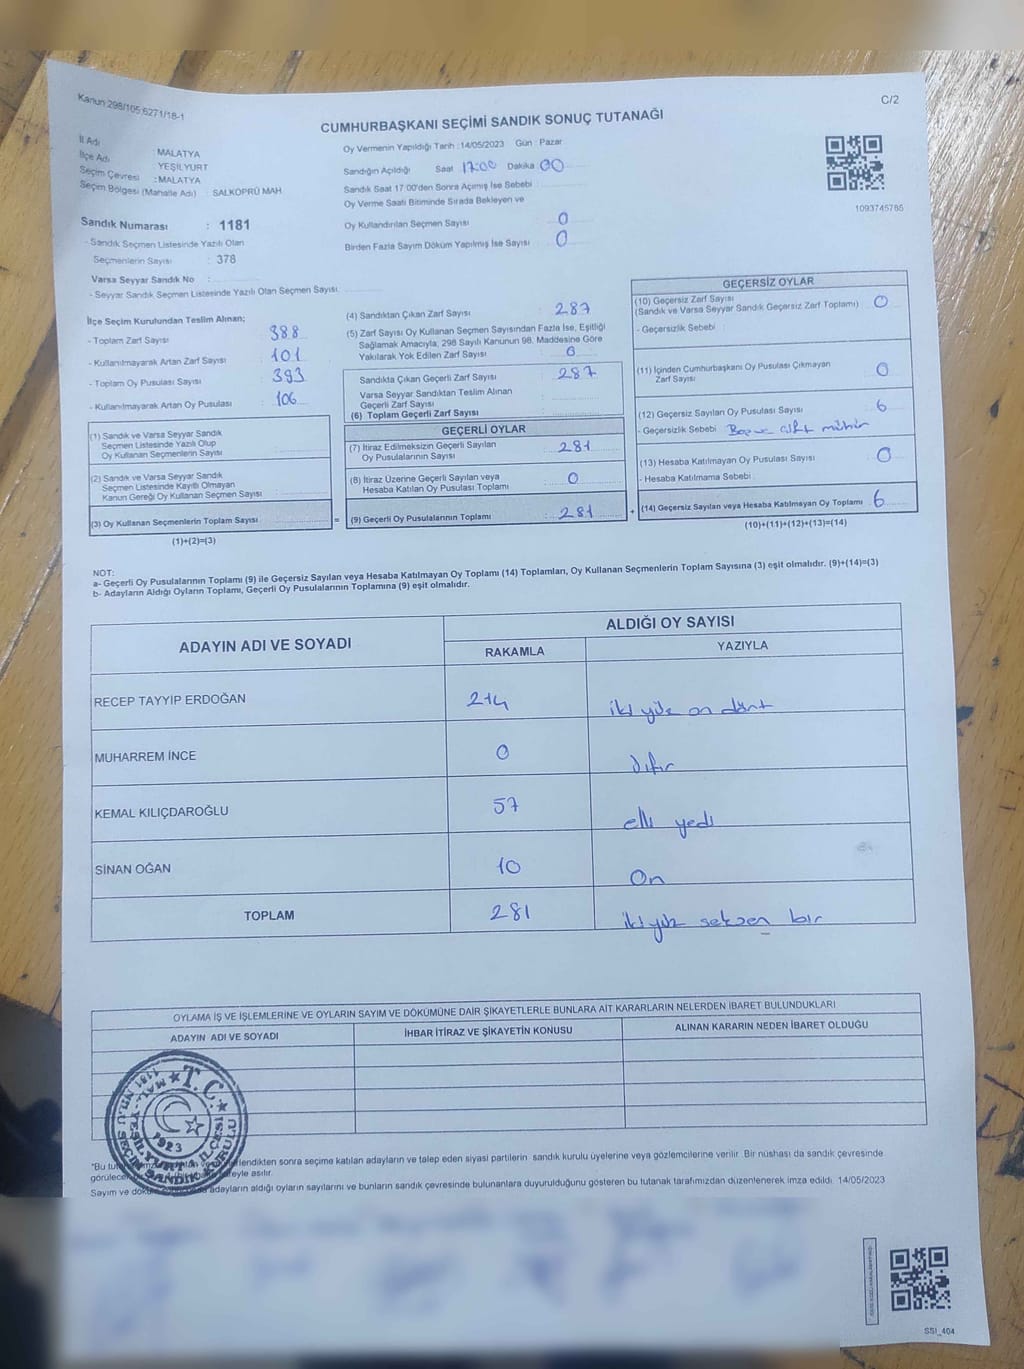 Kanun:298/105;6271/18-1
C/2
CUMHURBAŞKANI SEÇİMİ SANDIK SONUÇ TUTANAĞI
İl Adı : MALATYA
İlçe Adı : YEŞİLYURT
Seçim Çevresi : MALATYA
Seçim Bölgesi (Mahalle Adı) : SALKÖPRÜ MAH.
Oy Vermenin Yapıldığı Tarih :14/05/2023 Gün : Pazar
Sandığın Açıldığı Saat 17:00 Dakika 00
Sandık Saat 17 00'den Sonra Açılmış İse Sebebi
Oy Verme Saati Bitiminde Sırada Bekleyen ve
Oy Kullandırılan Seçmen Sayısı 0
Birden Fazla Sayım Döküm Yapılmış İse Sayısı 0
1093745785
Sandık Numarası : 1181
- Sandık Seçmen Listesinde Yazılı Olan
Seçmenlerin Sayısı : 378
Varsa Seyyar Sandık No :
- Seyyar Sandık Seçmen Listesinde Yazılı Olan Seçmen Sayısı.
İlçe Seçim Kurulundan Teslim Alınan;
- Toplam Zarf Sayısı : 388
- Kullanılmayarak Artan Zarf Sayısı : 101
- Toplam Oy Pusulası Sayısı : 393
- Kullanılmayarak Artan Oy Pusulası : 106
(1) Sandık ve Varsa Seyyar Sandık
Seçmen Listesinde Yazılı Olup
Oy Kullanan Seçmenlerin Sayısı
(2) Sandık ve Varsa Seyyar Sandık
Seçmen Listesinde Kayıtlı Olmayan
Kanun Gereği Oy Kullanan Seçmen Sayısı :
(3) Oy Kullanan Seçmenlerin Toplam Sayısı
(1)+(2)=(3)
(4) Sandıktan Çıkan Zarf Sayısı : 287
(5) Zarf Sayısı Oy Kullanan Seçmen Sayısından Fazla İse, Eşitliği
Sağlamak Amacıyla; 298 Sayılı Kanunun 98. Maddesine Göre
Yakılarak Yok Edilen Zarf Sayısı : 0
Sandıkta Çıkan Geçerli Zarf Sayısı : 287
Varsa Seyyar Sandıktan Teslim Alınan
Geçerli Zarf Sayısı
(6) Toplam Geçerli Zarf Sayısı
GEÇERLİ OYLAR
(7) İtiraz Edilmeksizin Geçerli Sayılan
Oy Pusulalarının Sayısı : 281
(8) İtiraz Üzerine Geçerli Sayılan veya
Hesaba Katılan Oy Pusulası Toplamı : 0
= (9) Geçerli Oy Pusulalarının Toplamı : 281 +
GEÇERSİZ OYLAR
(10) Geçersiz Zarf Sayısı
(Sandık ve Varsa Seyyar Sandık Geçersiz Zarf Toplamı) : 0
- Geçersizlik Sebebi :
(11) İçinden Cumhurbaşkanı Oy Pusulası Çıkmayan
Zarf Sayısı : 0
(12) Geçersiz Sayılan Oy Pusulası Sayısı : 6
- Geçersizlik Sebebi : çift mühür
(13) Hesaba Katılmayan Oy Pusulası Sayısı : 0
- Hesaba Katılmama Sebebi :
(14) Geçersiz Sayılan veya Hesaba Katılmayan Oy Toplamı 6
(10)+(11)+(12)+(13)=(14)
NOT:
a- Geçerli Oy Pusulalarının Toplamı (9) ile Geçersiz Sayılan veya Hesaba Katılmayan Oy Toplamı (14) Toplamları, Oy Kullanan Seçmenlerin Toplam Sayısına (3) eşit olmalıdır. (9)+(14)=(3)
b- Adayların Aldığı Oyların Toplamı, Geçerli Oy Pusulalarının Toplamına (9) eşit olmalıdır.
ADAYIN ADI VE SOYADI
ALDIĞI OY SAYISI
RAKAMLA
YAZIYLA
RECEP TAYYİP ERDOĞAN 214 iki yüz on dört
MUHARREM İNCE 0 sıfır
KEMAL KILIÇDAROĞLU 57 elli yedi
SİNAN OĞAN 10 On
TOPLAM 281 iki yüz seksen bir
OYLAMA İŞ VE İŞLEMLERİNE VE OYLARIN SAYIM VE DÖKÜMÜNE DAİR ŞİKAYETLERLE BUNLARA AİT KARARLARIN NELERDEN İBARET BULUNDUKLARI
ADAYIN ADI VE SOYADI
İHBAR İTİRAZ VE ŞİKAYETİN KONUSU
ALINAN KARARIN NEDEN İBARET OLDUĞU
T.C.
1923
*Bu lendikten sonra seçime katılan adayların ve talep eden siyasi partilerin sandık kurulu üyelerine veya gözlemcilerine verilir. Bir nüshası da sandık çevresinde
asılır.
Sayım ve adayların aldığı oyların sayılarını ve bunların sandık çevresinde bulunanlara duyurulduğunu gösteren bu tutanak tarafımızdan düzenlenerek imza edildi. 14/05/2023
SSI_404